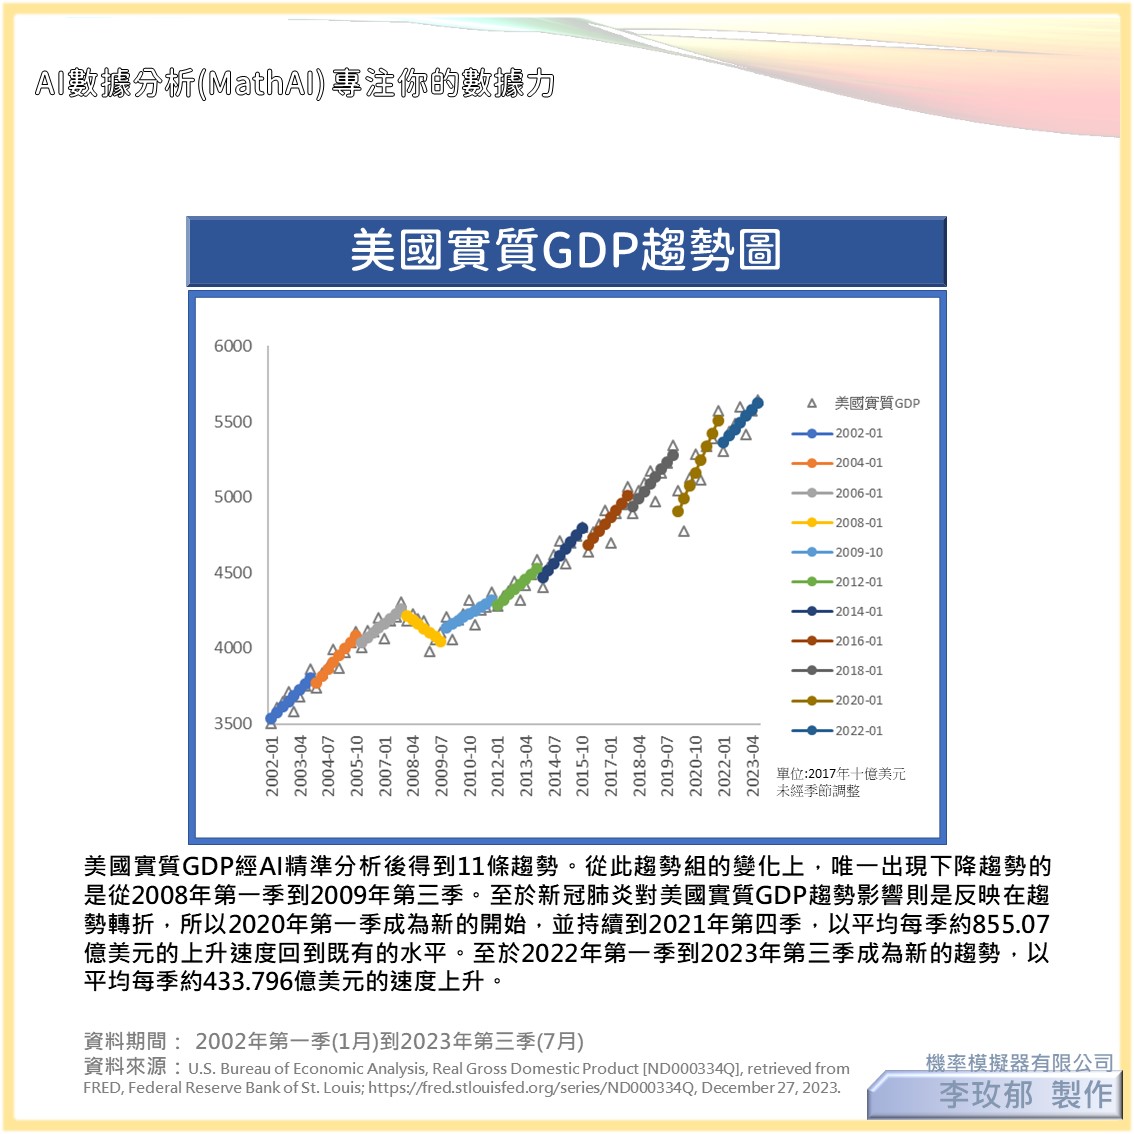 AI數據分析(MathAI) 專注你的數據力
美國實質GDP趨勢圖
6000
5500
5000
4500
4000
3500
2002-01
2003-04
2004-07
2005-10
2007-01
2008-04
2009-07
2010-10
2012-01
2013-04
2014-07
2015-10
2017-01
2018-04
2019-07
2020-10
2022-01
2023-04
美國實質GDP
2002-01
2004-01
2006-01
2008-01
2009-10
2012-01
2014-01
2016-01
2018-01
2020-01
2022-01
單位:2017年十億美元
未經季節調整
美國實質GDP經AI精準分析後得到11條趨勢。從此趨勢組的變化上，唯一出現下降趨勢的
是從2008年第一季到2009年第三季。至於新冠肺炎對美國實質GDP趨勢影響則是反映在趨
勢轉折，所以2020年第一季成為新的開始，並持續到2021年第四季，以平均每季約855.07
億美元的上升速度回到既有的水平。至於2022年第一季到2023年第三季成為新的趨勢，以
平均每季約433.796億美元的速度上升。
資料期間： 2002年第一季(1月)到2023年第三季(7月)
資料來源：U.S. Bureau of Economic Analysis, Real Gross Domestic Product [ND000334Q], retrieved from
FRED, Federal Reserve Bank of St. Louis; https://fred.stlouisfed.org/series/ND000334Q, December 27, 2023.
機率模擬器有限公司
李玫郁 製作